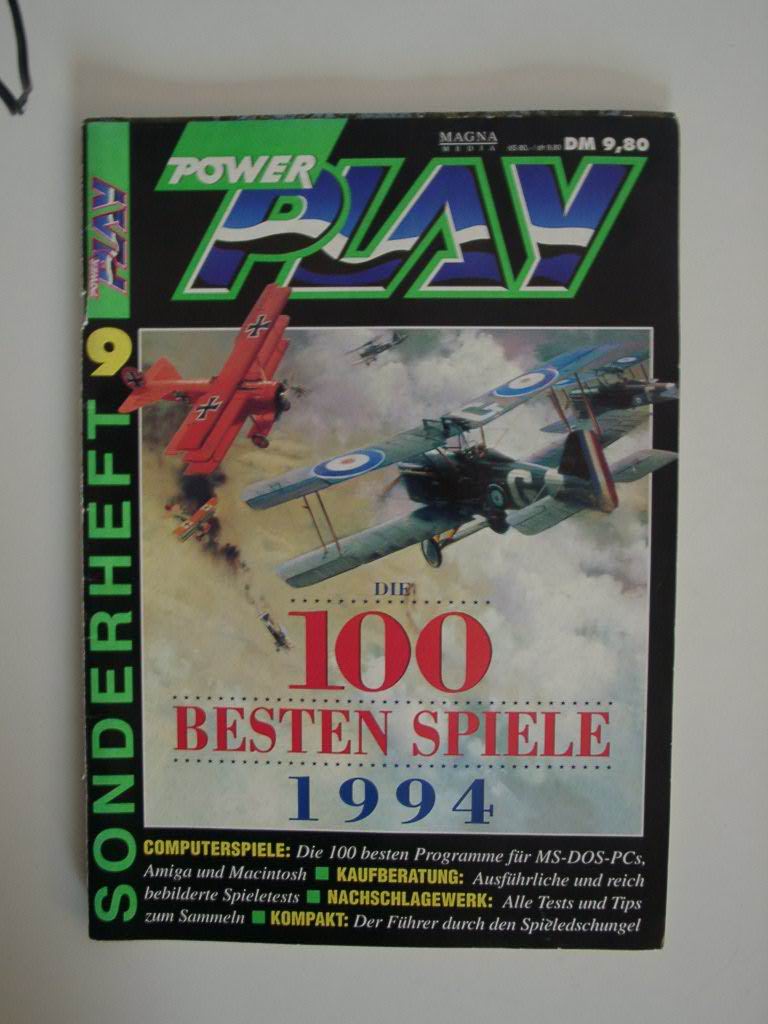 MAGNA
MEDIA
DM 9,80
POWER
PLAY
POWER
PLAY
SONDERHEFT 9
DIE
100
BESTEN SPIELE
1994
COMPUTERSPIELE: Die 100 besten Programme für MS-DOS-PCs,
Amiga und Macintosh ■ KAUFBERATUNG: Ausführliche und reich
bebilderte Spieletests ■ NACHSCHLAGEWERK: Alle Tests und Tips
zum Sammeln ■ KOMPAKT: Der Führer durch den Spieledschungel